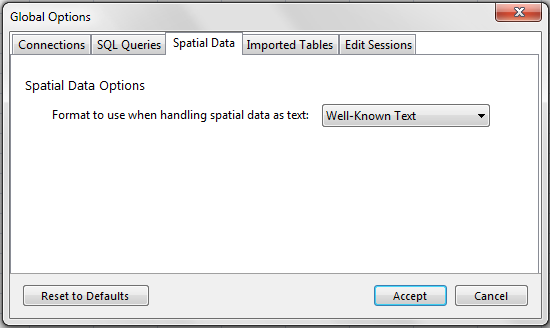 Global Options
Connections SQL Queries Spatial Data Imported Tables Edit Sessions
Spatial Data Options
Format to use when handling spatial data as text: Well-Known Text
Reset to Defaults Accept Cancel